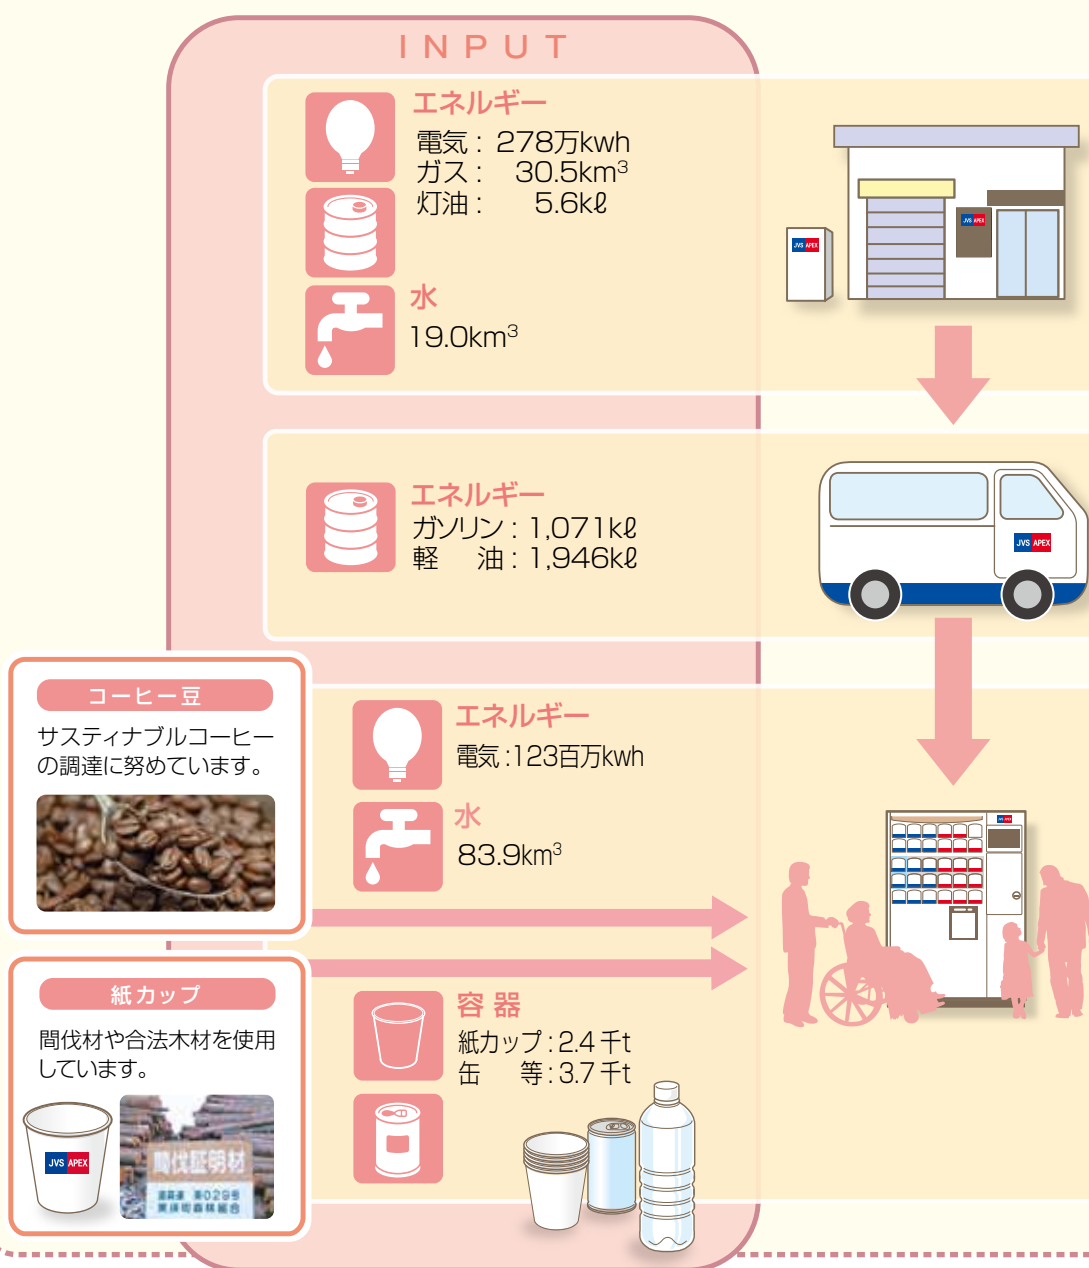 INPUT
エネルギー
電気： 278万kwh
ガス： 30.5km³
灯油： 5.6kℓ
水
19.0km³
JVS APEX
JVS APEX
エネルギー
ガソリン：1,071kℓ
軽 油：1,946kℓ
JVS APEX
コーヒー豆
サスティナブルコーヒー
の調達に努めています。
エネルギー
電気：123百万kwh
水
83.9km³
紙カップ
間伐材や合法木材を使用
しています。
JVS APEX
間伐証明材
容器
紙カップ：2.4千t
缶 等：3.7千t